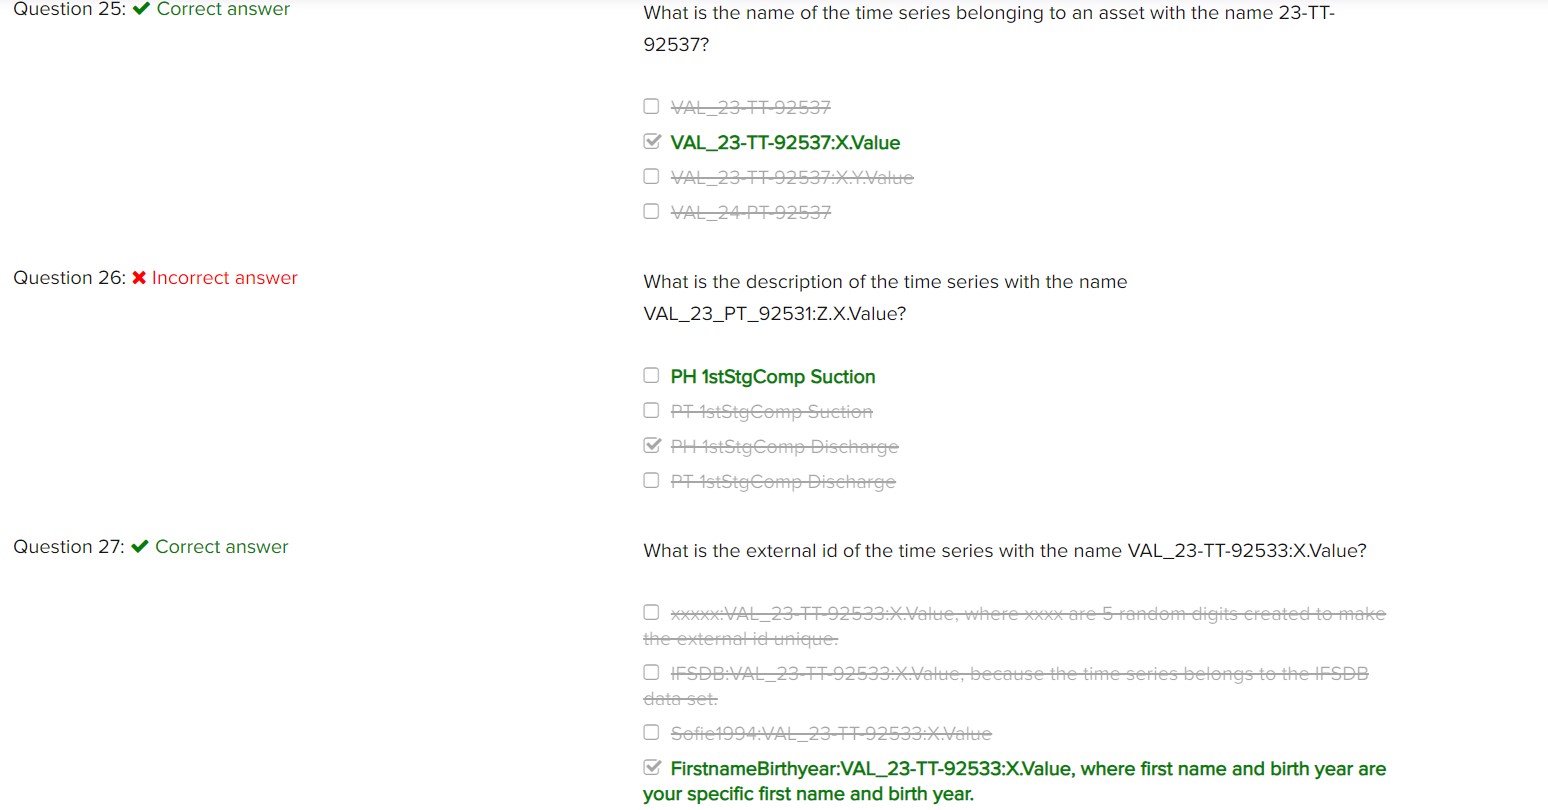 Question 25: ✔ Correct answer
What is the name of the time series belonging to an asset with the name 23-TT-
92537?
VAL_23-TT-92537
VAL_23-TT-92537:X.Value
VAL_23-TT-92537:X.Y.Value
VAL_24-PT-92537
Question 26: ✖ Incorrect answer
What is the description of the time series with the name
VAL_23_PT_92531:Z.X.Value?
PH 1stStgComp Suction
PT 1stStgComp Suction
PH 1stStgComp Discharge
PT 1stStgComp Discharge
Question 27: ✔ Correct answer
What is the external id of the time series with the name VAL_23-TT-92533:X.Value?
xxxxx:VAL_23-TT-92533:X.Value, where xxxx are 5 random digits created to make
the external id unique.
IFSDB:VAL_23-TT-92533:X.Value, because the time series belongs to the IFSDB
data set.
Sofie1994:VAL_23-TT-92533:X.Value
FirstnameBirthyear:VAL_23-TT-92533:X.Value, where first name and birth year are
your specific first name and birth year.